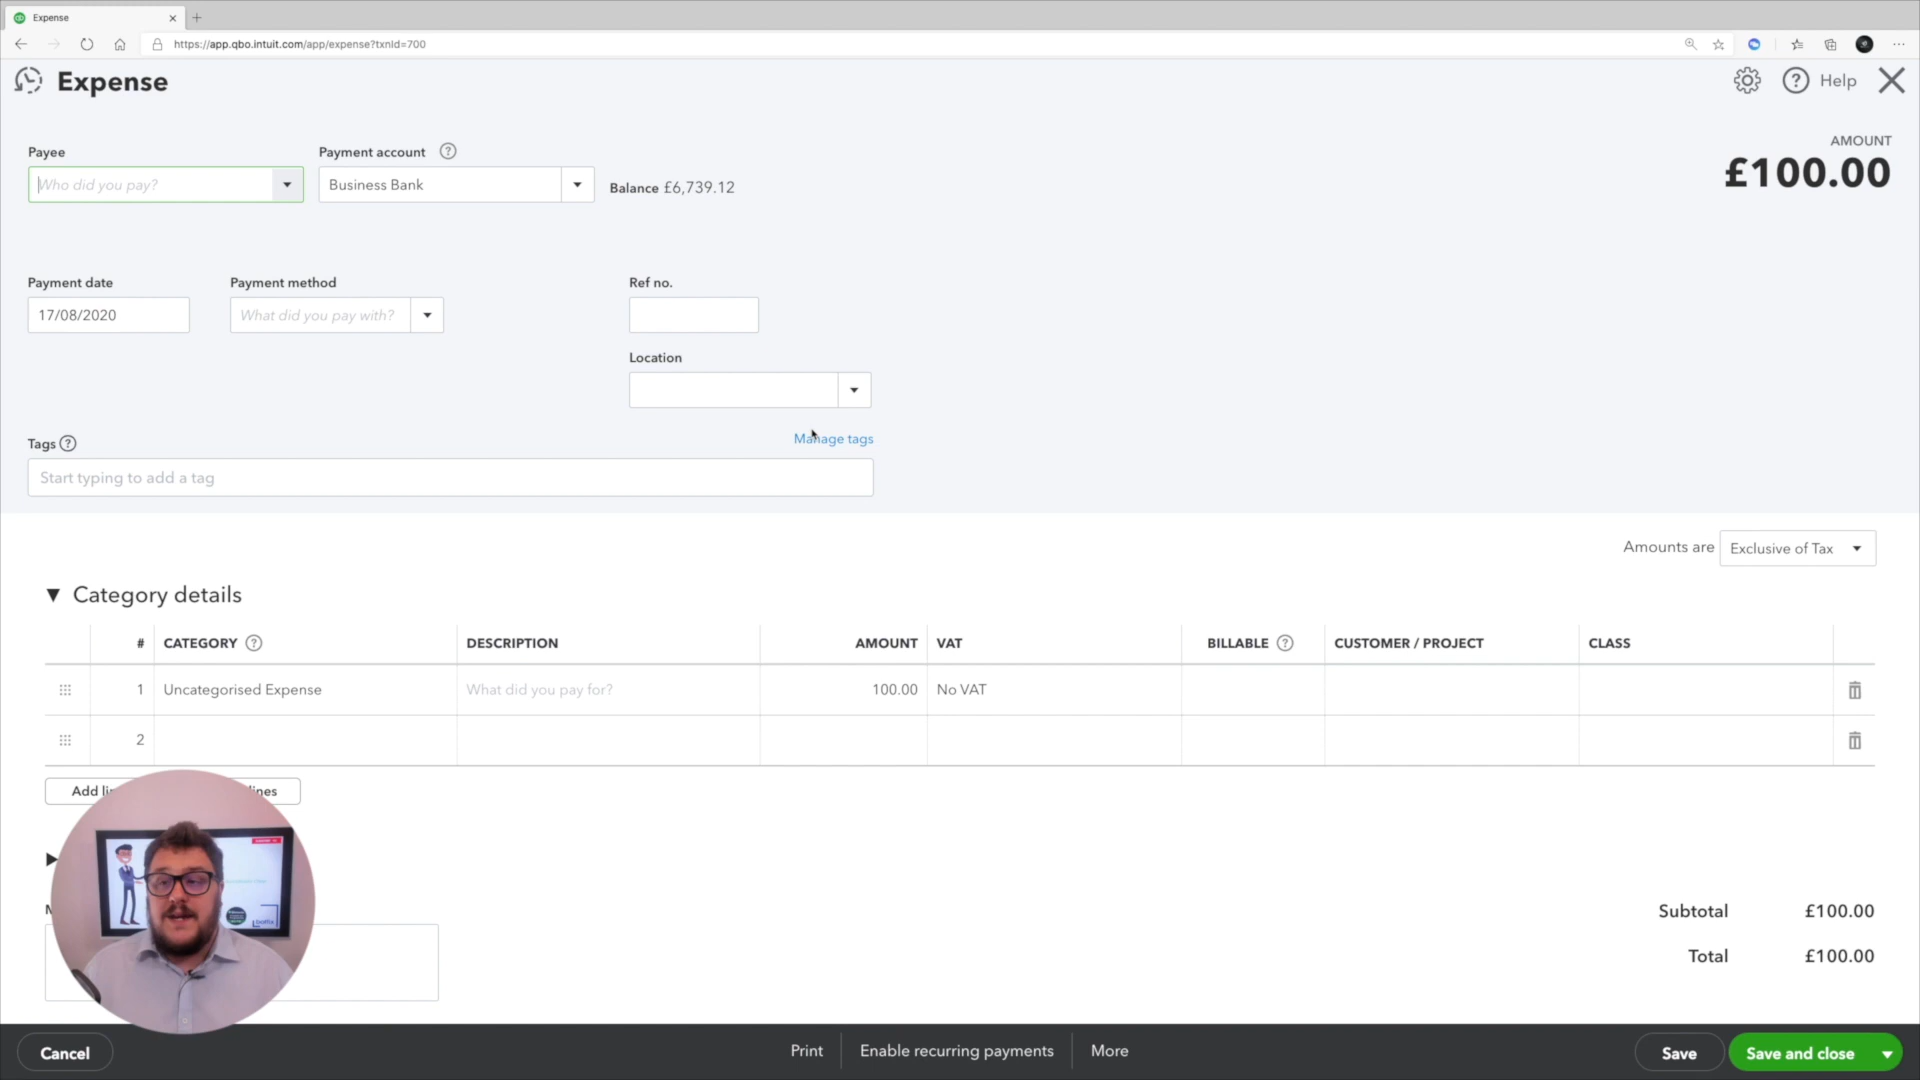 Expense
https://app.qbo.intuit.com/app/expense?txnId=700
Expense
Help
Payee
Payment account
AMOUNT
Who did you pay?
Business Bank
Balance £6,739.12
£100.00
Payment date
Payment method
Ref no.
17/08/2020
What did you pay with?
Location
Tags
Manage tags
Start typing to add a tag
Amounts are
Exclusive of Tax
Category details
# CATEGORY DESCRIPTION AMOUNT VAT BILLABLE CUSTOMER / PROJECT CLASS
1 Uncategorised Expense What did you pay for? 100.00 No VAT
2
Add
Subtotal £100.00
Total £100.00
Cancel
Print
Enable recurring payments
More
Save
Save and close